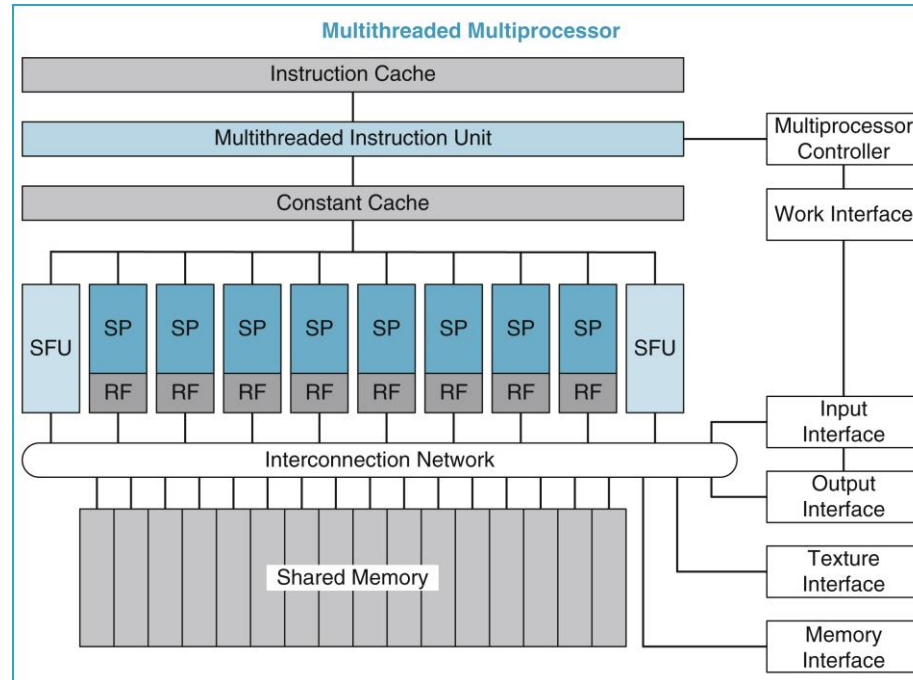 Multithreaded Multiprocessor
Instruction Cache
Multithreaded Instruction Unit
Multiprocessor
Controller
Constant Cache
Work Interface
SFU
SP
SP
SP
SP
SP
SP
SP
SP
SFU
RF
RF
RF
RF
RF
RF
RF
RF
Input
Interface
Interconnection Network
Output
Interface
Shared Memory
Texture
Interface
Memory
Interface